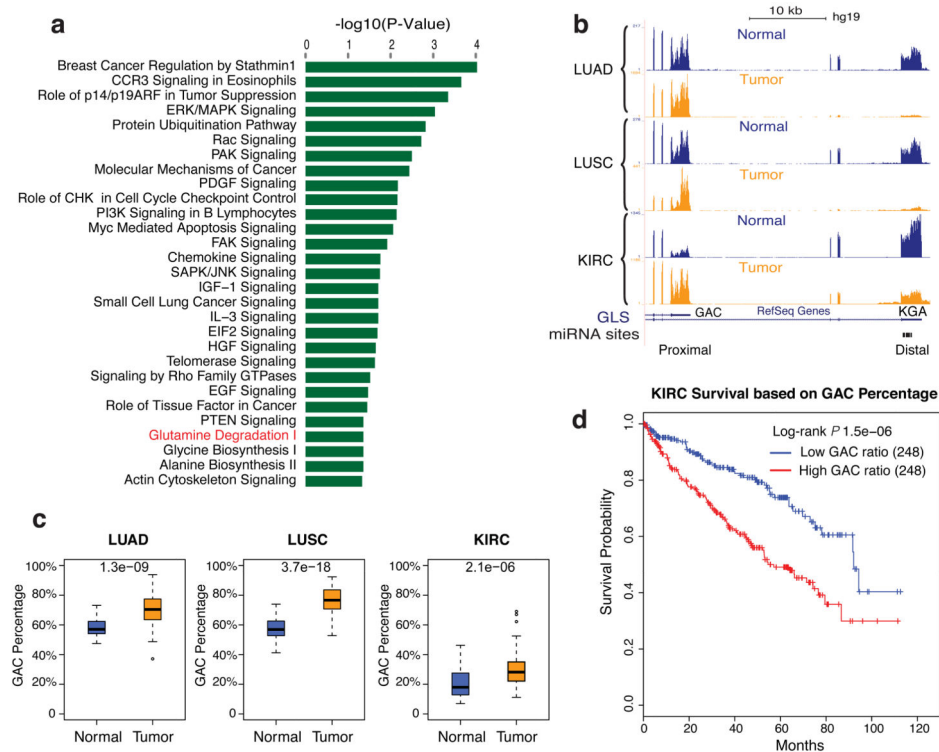 a
-log10(P-Value)
0 1 2 3 4
Breast Cancer Regulation by Stathmin1
CCR3 Signaling in Eosinophils
Role of p14/p19ARF in Tumor Suppression
ERK/MAPK Signaling
Protein Ubiquitination Pathway
Rac Signaling
PAK Signaling
Molecular Mechanisms of Cancer
PDGF Signaling
Role of CHK in Cell Cycle Checkpoint Control
PI3K Signaling in B Lymphocytes
Myc Mediated Apoptosis Signaling
FAK Signaling
Chemokine Signaling
SAPK/JNK Signaling
IGF-1 Signaling
Small Cell Lung Cancer Signaling
IL-3 Signaling
EIF2 Signaling
HGF Signaling
Telomerase Signaling
Signaling by Rho Family GTPases
EGF Signaling
Role of Tissue Factor in Cancer
PTEN Signaling
Glutamine Degradation I
Glycine Biosynthesis I
Alanine Biosynthesis II
Actin Cytoskeleton Signaling
b
10 kb hg19
LUAD
Normal
Tumor
LUSC
Normal
Tumor
KIRC
Normal
Tumor
GLS GAC RefSeq Genes KGA
miRNA sites
Proximal Distal
c
LUAD
1.3e-09
GAC Percentage
100%
80%
60%
40%
20%
0
Normal Tumor
LUSC
3.7e-18
GAC Percentage
100%
80%
60%
40%
20%
0
Normal Tumor
KIRC
2.1e-06
GAC Percentage
100%
80%
60%
40%
20%
0
Normal Tumor
d
KIRC Survival based on GAC Percentage
Log-rank P 1.5e-06
Low GAC ratio (248)
High GAC ratio (248)
Survival Probability
1.0
0.8
0.6
0.4
0.2
0.0
0 20 40 60 80 100 120
Months